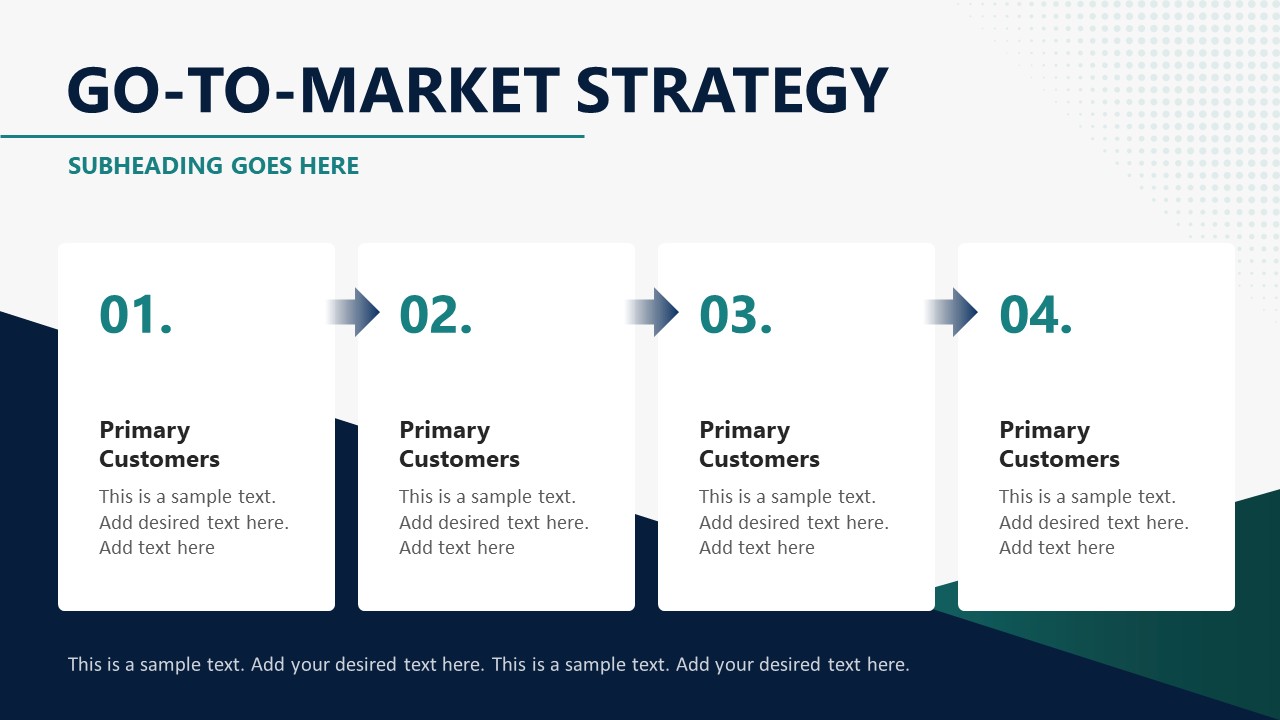 GO-TO-MARKET STRATEGY
SUBHEADING GOES HERE
01.
Primary
Customers
This is a sample text.
Add desired text here.
Add text here
02.
Primary
Customers
This is a sample text.
Add desired text here.
Add text here
03.
Primary
Customers
This is a sample text.
Add desired text here.
Add text here
04.
Primary
Customers
This is a sample text.
Add desired text here.
Add text here
This is a sample text. Add your desired text here. This is a sample text. Add your desired text here.